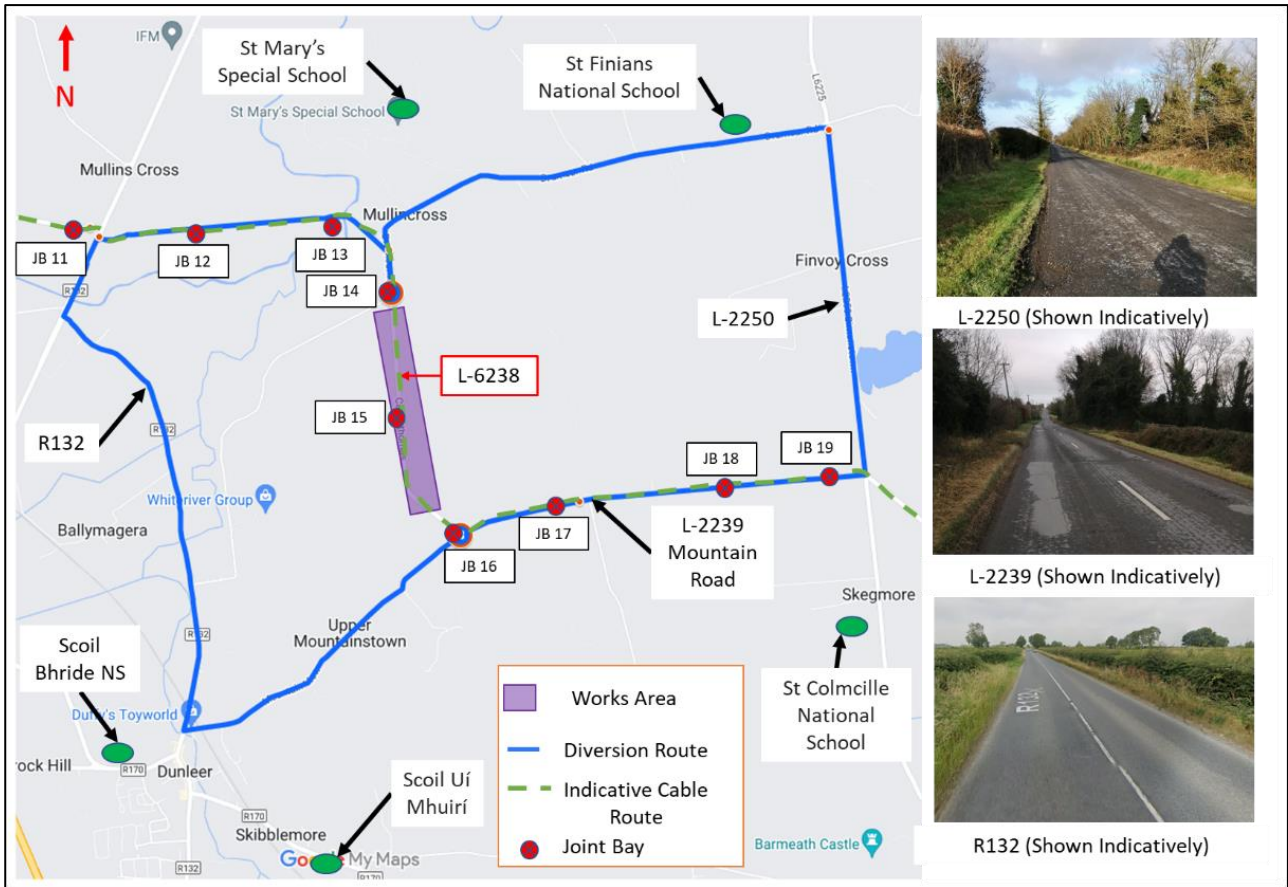 N
IFM
St Mary's
Special School
St Mary's Special School
St Finians
National School
L6225
Mullins Cross
Mullincross
JB 11
JB 12
JB 13
JB 14
R132
Finvoy Cross
L-2250
L-6238
R132
JB 15
R132
JB 18
JB 19
Whiteriver Group
Ballymagera
JB 17
JB 16
L-2239
Mountain
Road
Skegmore
Upper
Mountainstown
R132
Scoil
Bhride NS
Duffy's Toyworld
rock Hill
R170
Dunleer
St Colmcille
National
School
Scoil Uí
Mhuirí
R170
Skibblemore
R132
R170
Google My Maps
Barmeath Castle
Works Area
Diversion Route
Indicative Cable
Route
Joint Bay
L-2250 (Shown Indicatively)
L-2239 (Shown Indicatively)
R132
R132 (Shown Indicatively)